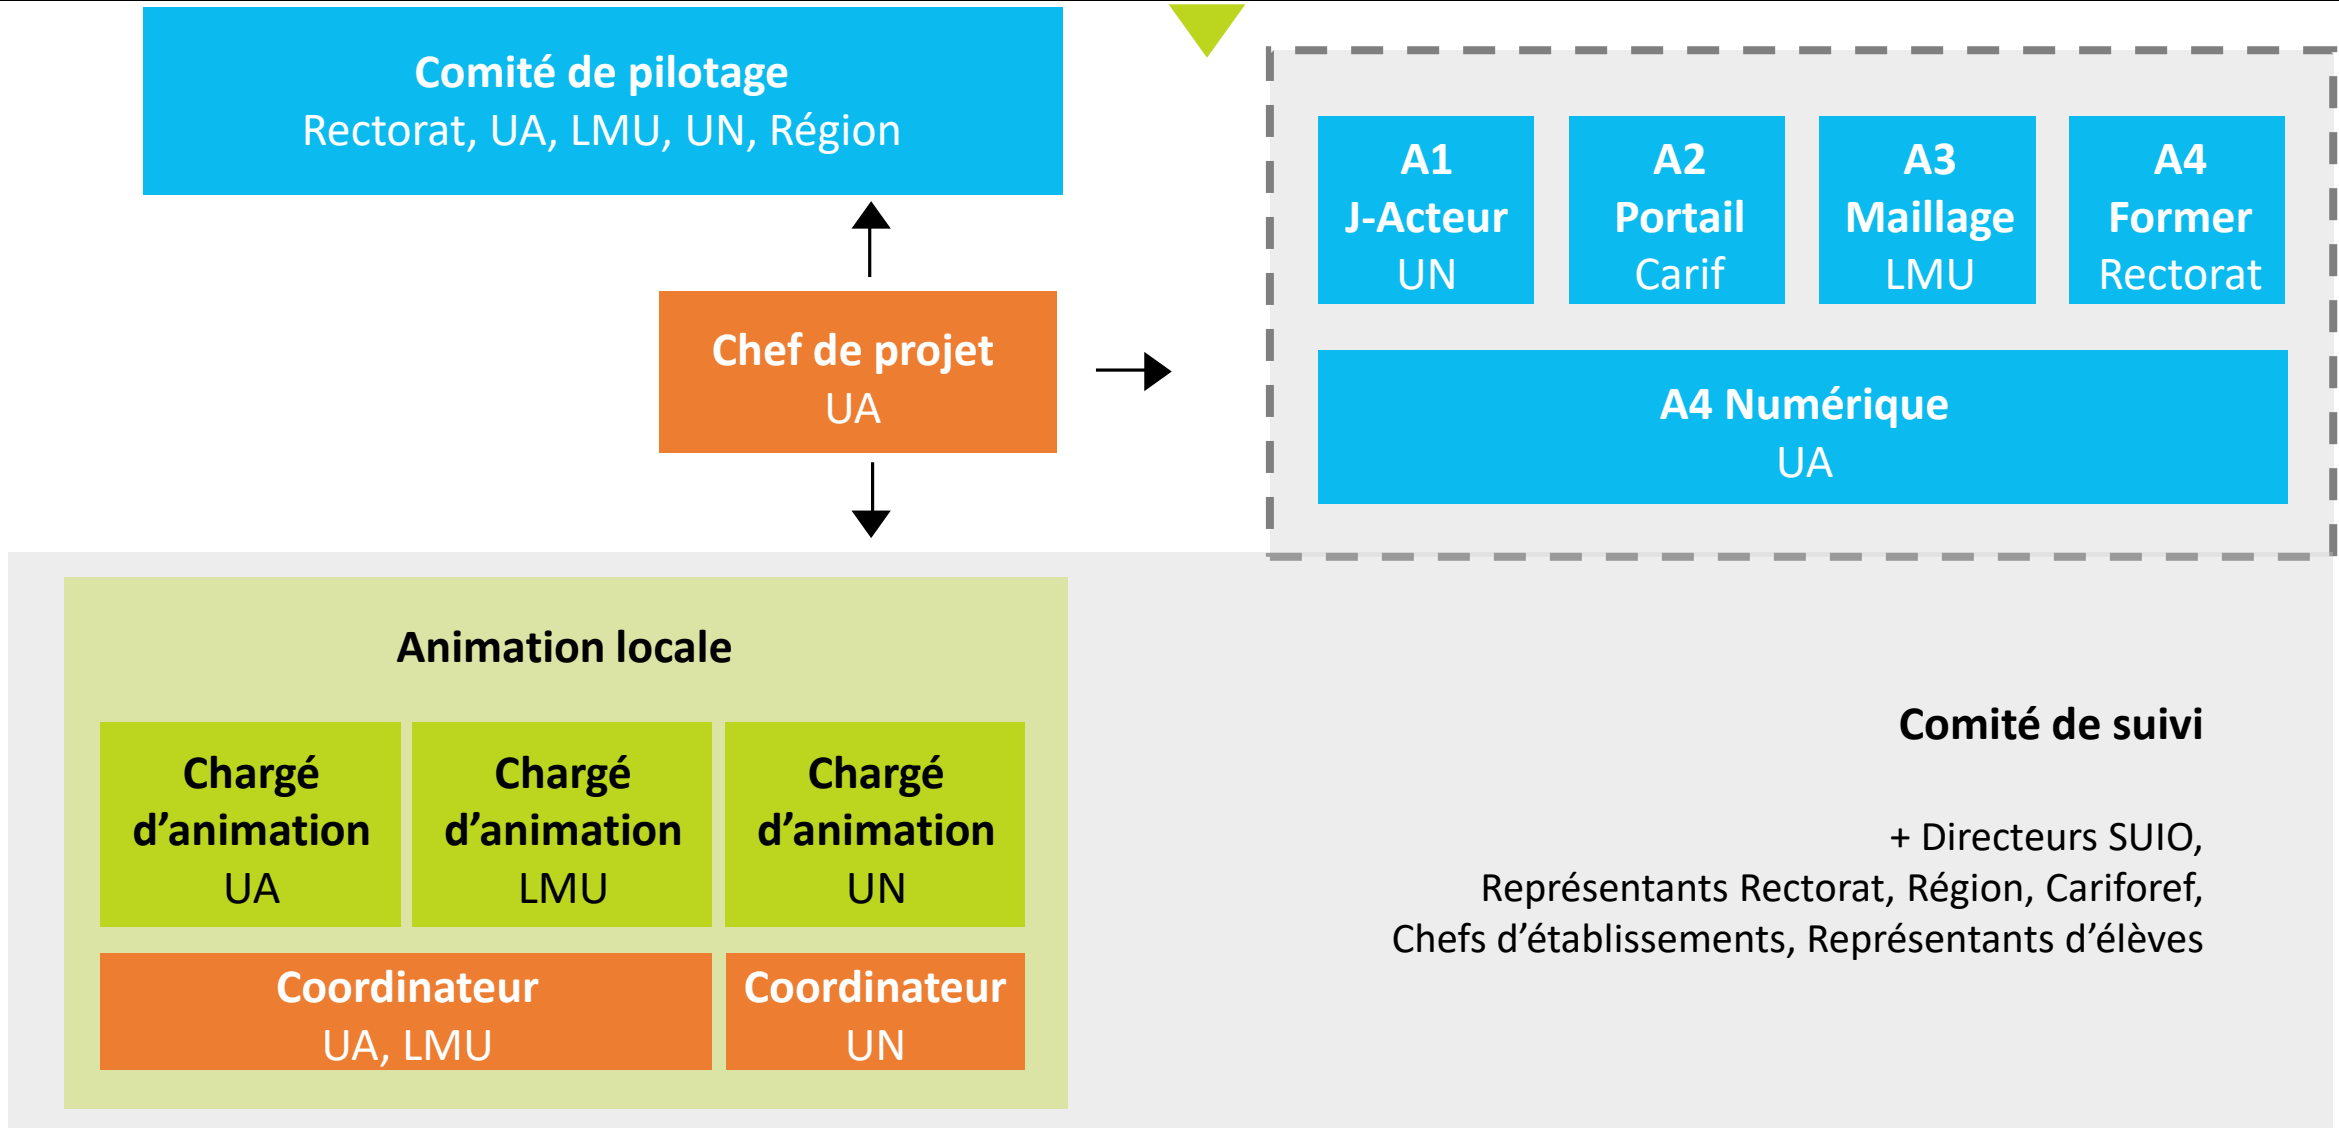 Comité de pilotage
Rectorat, UA, LMU, UN, Région
Chef de projet
UA
A1
J-Acteur
UN
A2
Portail
Carif
A3
Maillage
LMU
A4
Former
Rectorat
A4 Numérique
UA
Animation locale
Chargé
d’animation
UA
Chargé
d’animation
LMU
Chargé
d’animation
UN
Coordinateur
UA, LMU
Coordinateur
UN
Comité de suivi
+ Directeurs SUIO,
Représentants Rectorat, Région, Cariforef,
Chefs d’établissements, Représentants d’élèves